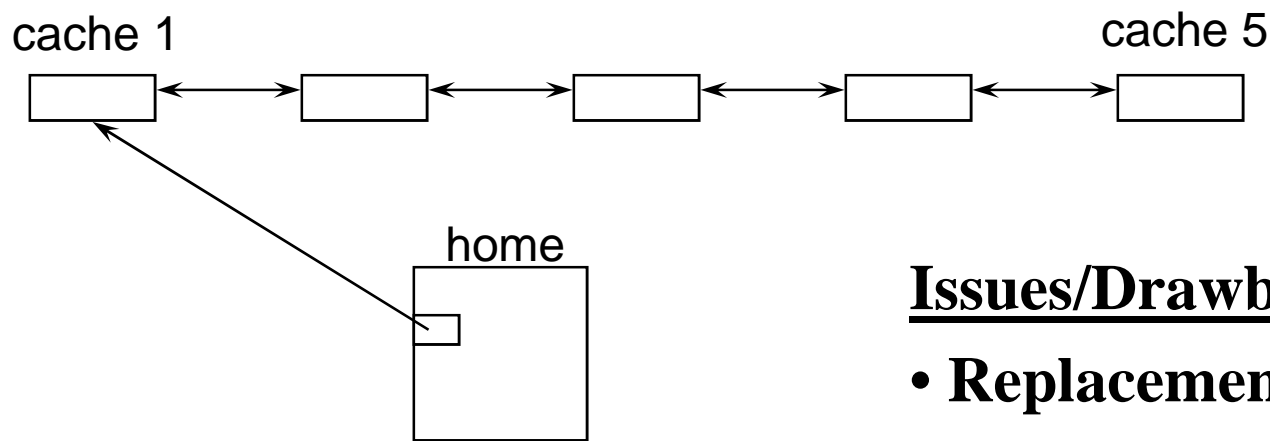 cache 1
cache 5
home
Issues/Drawb
• Replacemen